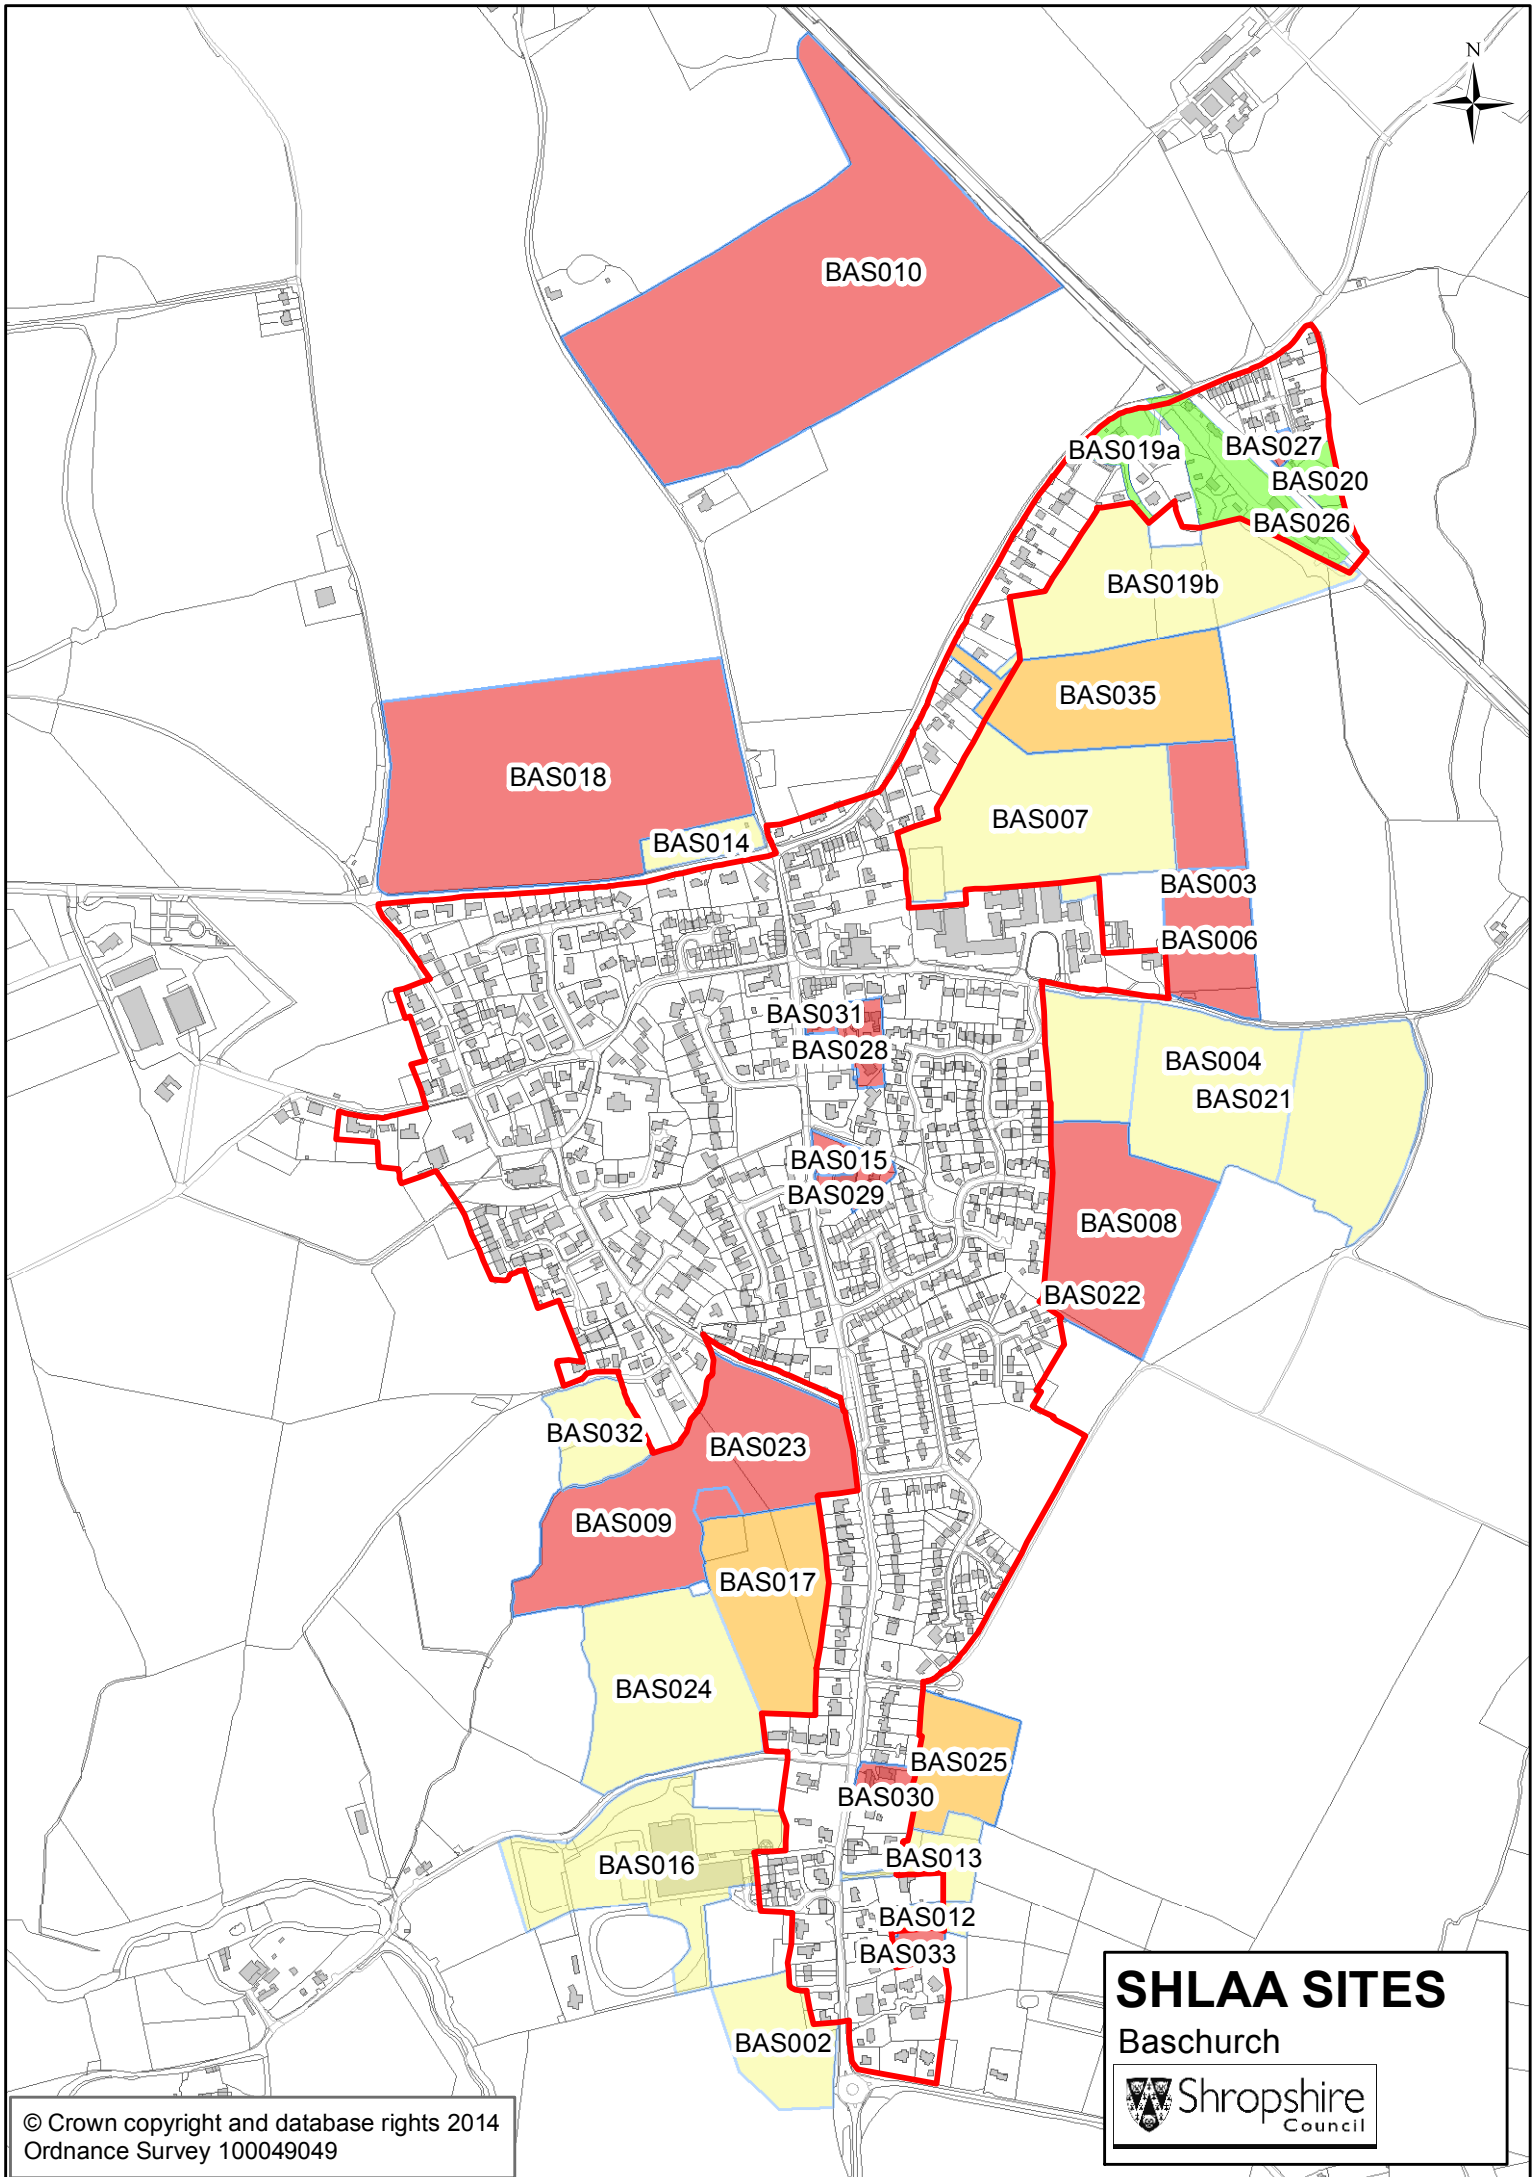 N
BAS010
BAS027
BAS019a
BAS020
BAS026
BAS019b
BAS035
BAS018
BAS007
BAS014
BAS003
BAS006
BAS031
BAS028
BAS004
BAS021
BAS015
BAS029
BAS008
BAS022
BAS032
BAS023
BAS009
BAS017
BAS024
BAS025
BAS030
BAS013
BAS016
BAS012
BAS033
BAS002
SHLAA SITES
Baschurch
Shropshire
Council
© Crown copyright and database rights 2014
Ordnance Survey 100049049